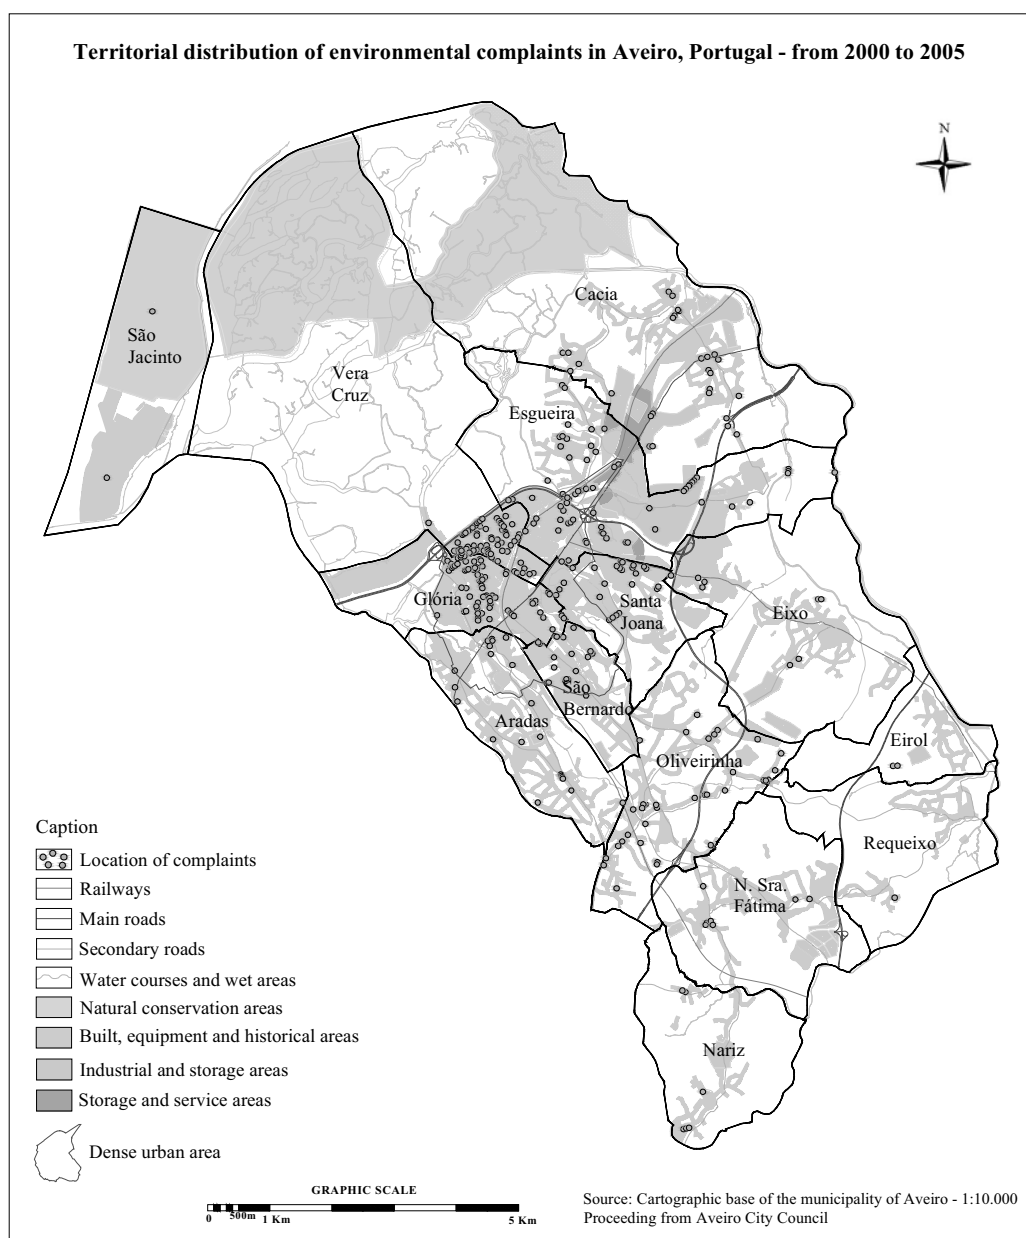 Territorial distribution of environmental complaints in Aveiro, Portugal - from 2000 to 2005
N
Cacia
São
Jacinto
Vera
Cruz
Esgueira
Glória
Santa
Joana
Eixo
São
Bernardo
Aradas
Eirol
Oliveirinha
Requeixo
N. Sra.
Fátima
Nariz
Caption
Location of complaints
Railways
Main roads
Secondary roads
Water courses and wet areas
Natural conservation areas
Built, equipment and historical areas
Industrial and storage areas
Storage and service areas
Dense urban area
GRAPHIC SCALE
0 500m 1 Km 5 Km
Source: Cartographic base of the municipality of Aveiro - 1:10.000
Proceeding from Aveiro City Council